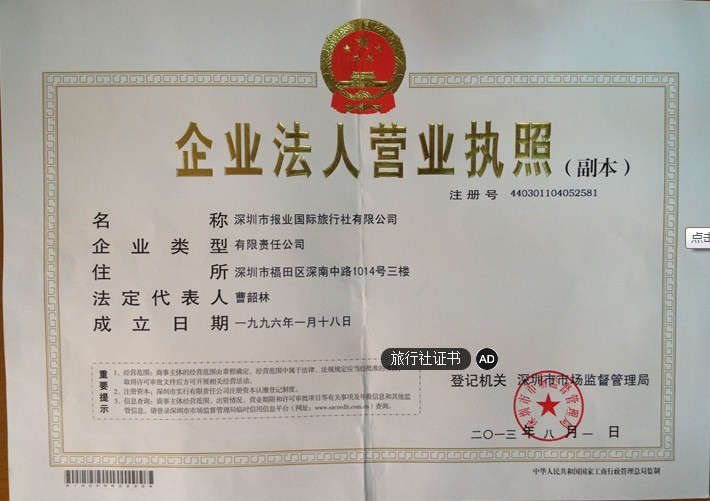 企业法人营业执照(副本)
注册号 440301104052581
名称 深圳市报业国际旅行社有限公司
企业类型 有限责任公司
住所 深圳市福田区深南中路1014号三楼
法定代表人 曹韶林
成立日期 一九九六年一月十八日
重要提示
1、经营范围:商事主体的经营范围由章程确定。经营范围中属于法律、法规规定应当经批准的
取得许可审批文件后方可开展相关经营活动。
2、注册资本:深圳市实行有限责任公司注册资本认缴登记制度。
3、信息查询:商事主体经营范围、出资情况、营业期限和许可审批项目等有关事项及年报信息和其他监
管信息,请登录深圳市市场监督管理局临时信用信息平台(网址:www.szcredit.com.cn)查询。
旅行社证书 AD
登记机关 深圳市市场监督管理局
二〇一三年八月一日
中华人民共和国国家工商行政管理总局监制
点击